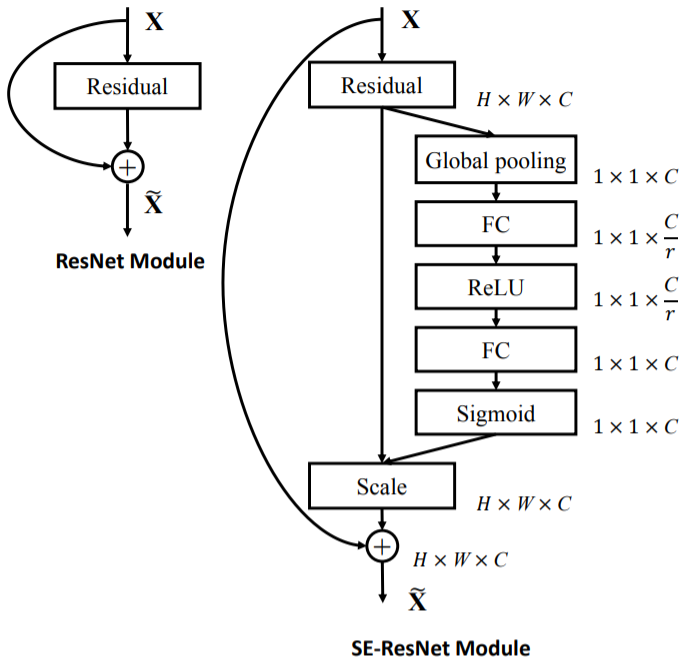 X
Residual
+
X̃
ResNet Module
X
Residual
H × W × C
Global pooling
1 × 1 × C
FC
1 × 1 × C/r
ReLU
1 × 1 × C/r
FC
1 × 1 × C
Sigmoid
1 × 1 × C
Scale
H × W × C
+
H × W × C
X̃
SE-ResNet Module